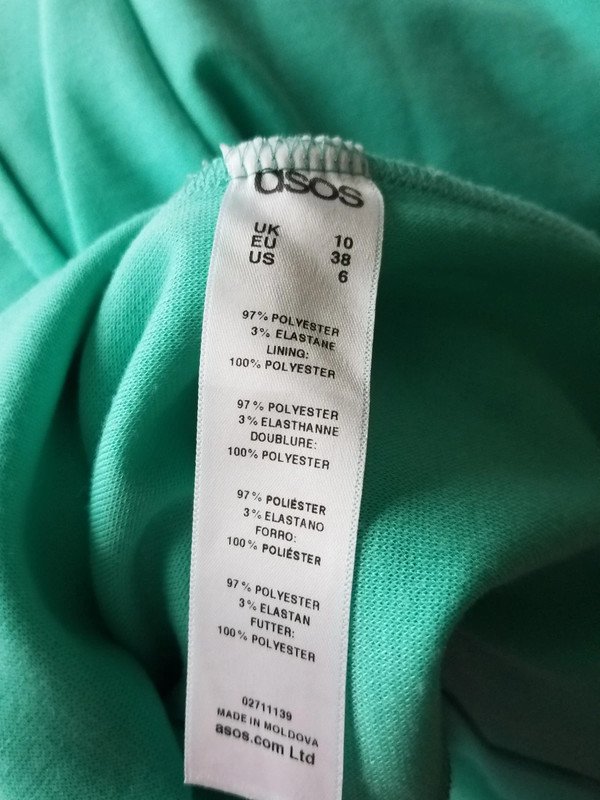 asos
UK 10
EU 38
US 6
97% POLYESTER
3% ELASTANE
LINING:
100% POLYESTER
97% POLYESTER
3% ELASTHANNE
DOUBLURE:
100% POLYESTER
97% POLIÉSTER
3% ELASTANO
FORRO:
100% POLIÉSTER
97% POLYESTER
3% ELASTAN
FUTTER:
100% POLYESTER
02711139
MADE IN MOLDOVA
asos.com Ltd